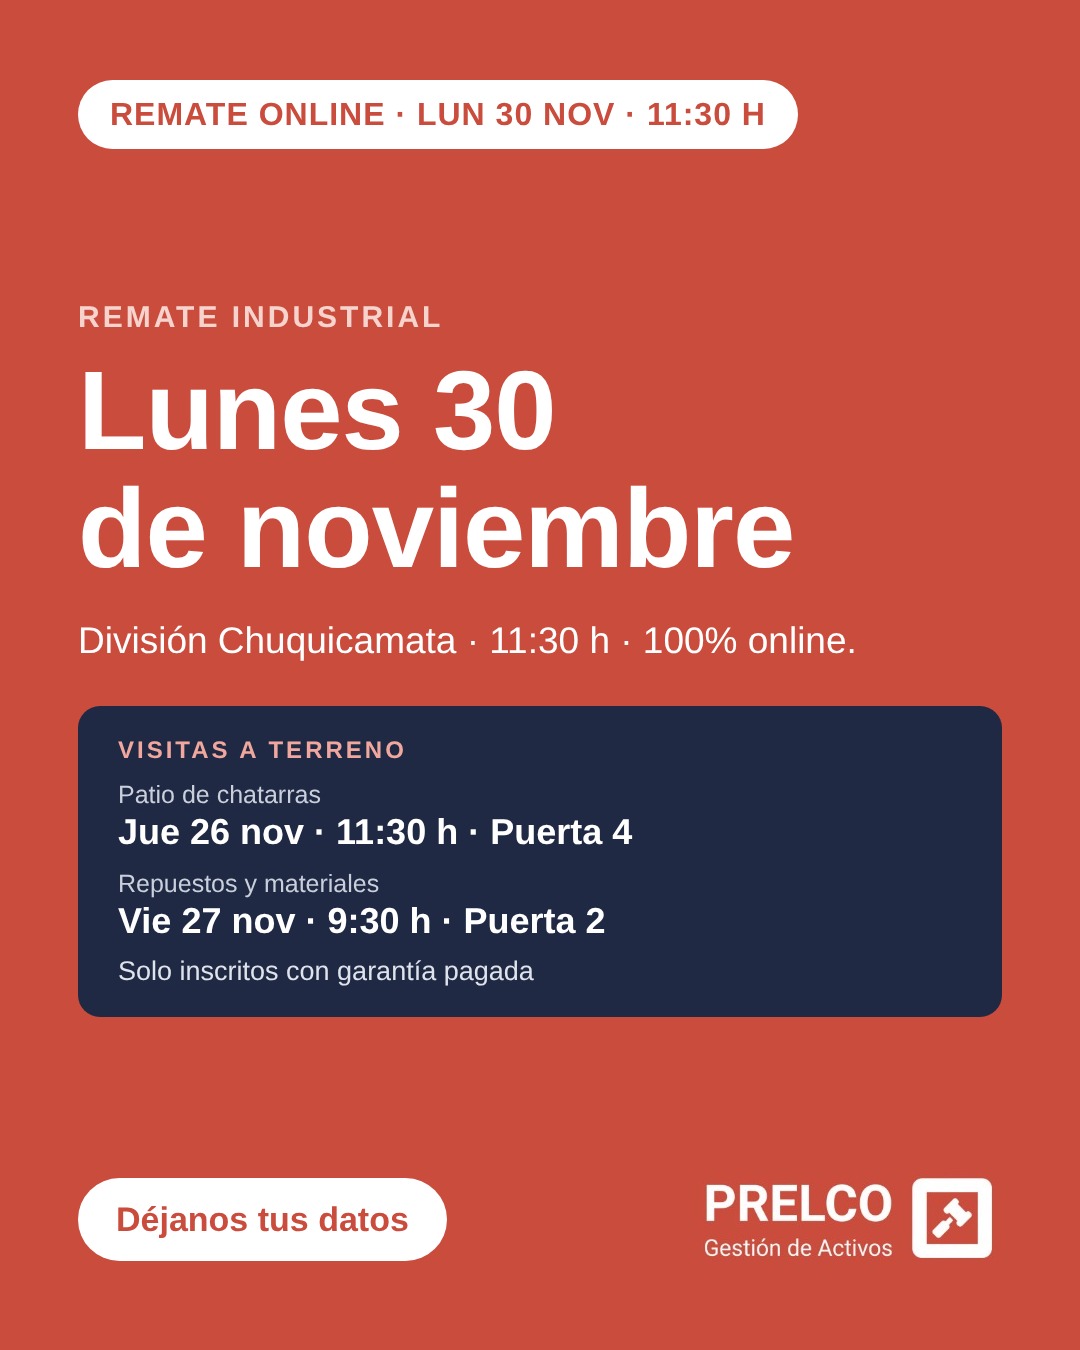 REMATE ONLINE · LUN 30 NOV · 11:30 H
REMATE INDUSTRIAL
Lunes 30
de noviembre
División Chuquicamata · 11:30 h · 100% online.
VISITAS A TERRENO
Patio de chatarras
Jue 26 nov · 11:30 h · Puerta 4
Repuestos y materiales
Vie 27 nov · 9:30 h · Puerta 2
Solo inscritos con garantía pagada
Déjanos tus datos
PRELCO
Gestión de Activos